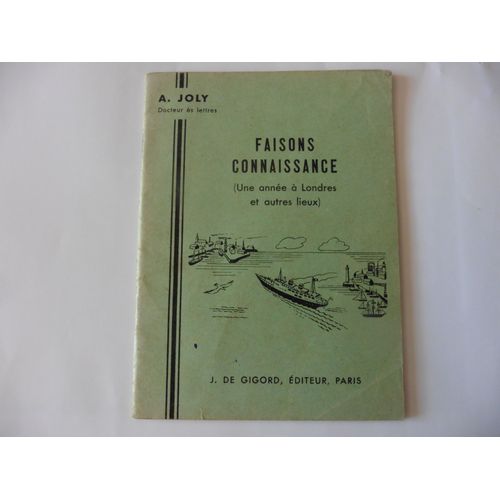 A. JOLY
Docteur ès lettres
FAISONS
CONNAISSANCE
(Une année à Londres
et autres lieux)
J. DE GIGORD, ÉDITEUR, PARIS